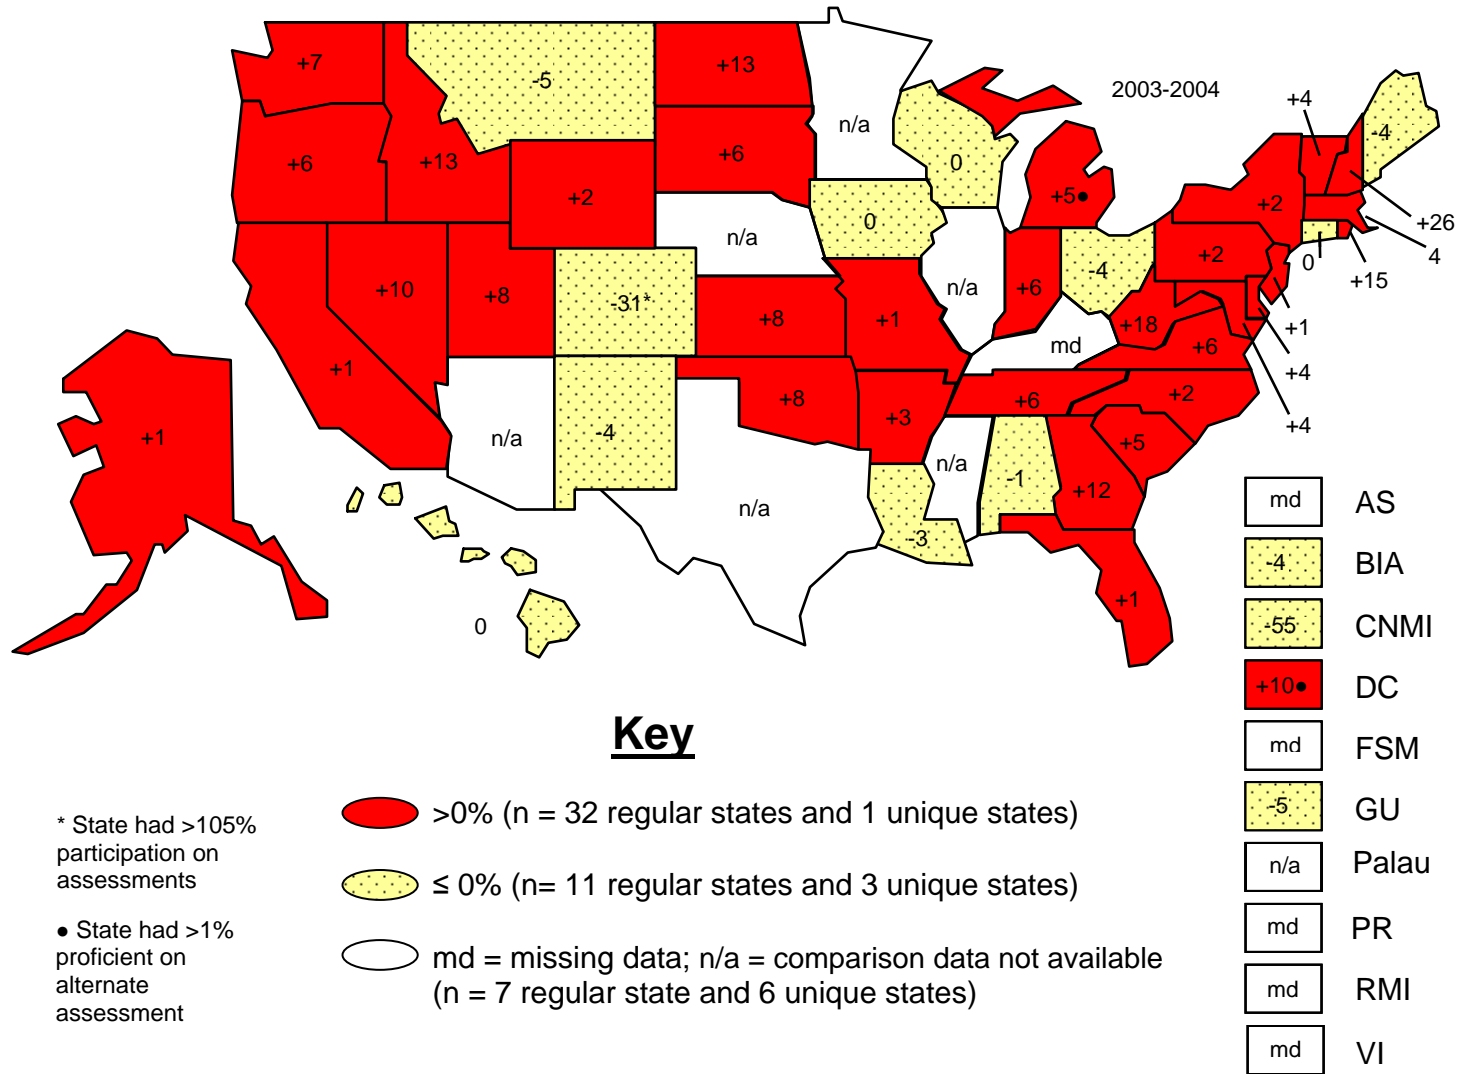 2003-2004
+7
-5
+13
n/a
+4
-4
+6
+13
+2
+6
0
+5●
+2
+26
4
n/a
0
+2
0
+15
+10
+8
-31*
+8
+1
n/a
+6
-4
+18
+6
+1
+4
+4
md
+1
n/a
-4
+8
+3
+6
+2
+5
+1
n/a
n/a
-1
+12
-3
+1
0
md AS
-4 BIA
-55 CNMI
+10● DC
md FSM
-5 GU
n/a Palau
md PR
md RMI
md VI
Key
>0% (n = 32 regular states and 1 unique states)
≤ 0% (n= 11 regular states and 3 unique states)
md = missing data; n/a = comparison data not available
(n = 7 regular state and 6 unique states)
* State had >105%
participation on
assessments
● State had >1%
proficient on
alternate
assessment